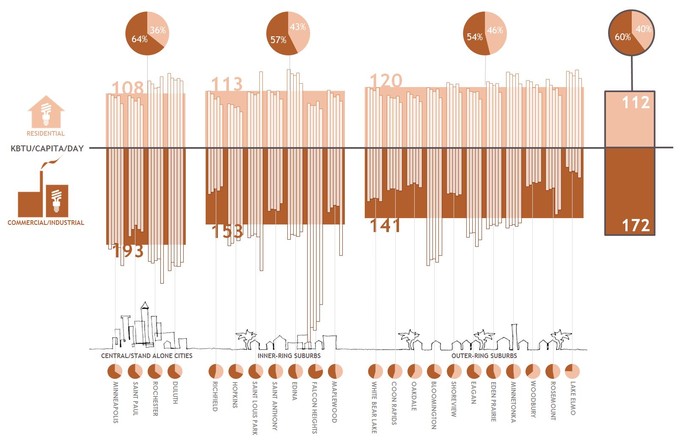 36%
64%
43%
57%
46%
54%
40%
60%
108
113
120
112
RESIDENTIAL
KBTU/CAPITA/DAY
COMMERCIAL/INDUSTRIAL
193
153
141
172
CENTRAL/STAND ALONE CITIES
INNER-RING SUBURBS
OUTER-RING SUBURBS
MINNEAPOLIS
SAINT PAUL
ROCHESTER
DULUTH
RICHFIELD
HOPKINS
SAINT LOUIS PARK
SAINT ANTHONY
EDINA
FALCON HEIGHTS
MAPLEWOOD
WHITE BEAR LAKE
COON RAPIDS
OAKDALE
BLOOMINGTON
SHOREVIEW
EAGAN
EDEN PRAIRIE
MINNETONKA
WOODBURY
ROSEMOUNT
LAKE ELMO